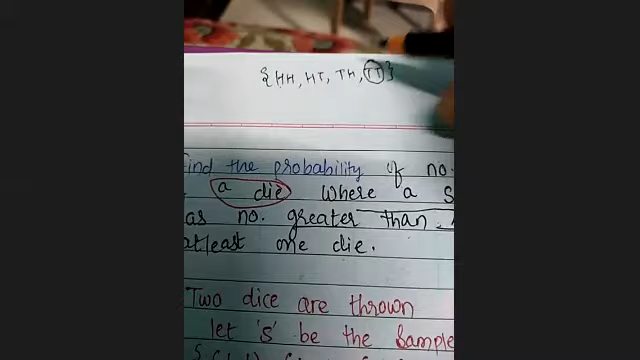 {HH, HT, TH, TT}
Find the probability of no.
a die where a s
as no. greater than
atleast one die.
Two dice are thrown
let 's' be the Sample